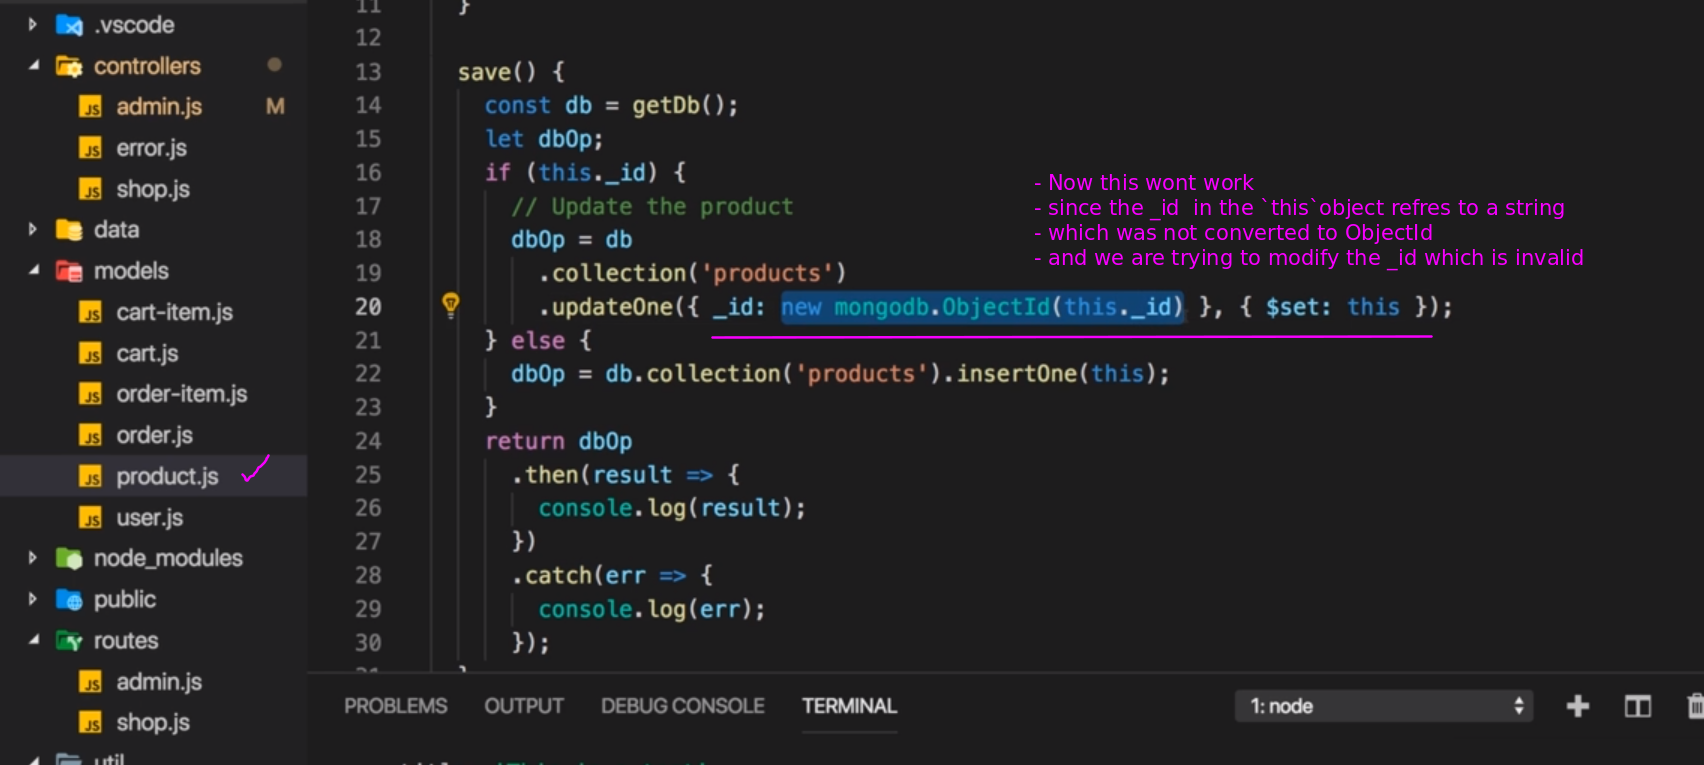 .vscode
controllers
admin.js M
error.js
shop.js
data
models
cart-item.js
cart.js
order-item.js
order.js
product.js
user.js
node_modules
public
routes
admin.js
shop.js
util
11 }
12
13 save() {
14 const db = getDb();
15 let dbOp;
16 if (this._id) {
17 // Update the product
18 dbOp = db
19 .collection('products')
20 .updateOne({ _id: new mongodb.ObjectId(this._id) }, { $set: this });
21 } else {
22 dbOp = db.collection('products').insertOne(this);
23 }
24 return dbOp
25 .then(result => {
26 console.log(result);
27 })
28 .catch(err => {
29 console.log(err);
30 });
- Now this wont work
- since the _id in the `this`object refres to a string
- which was not converted to ObjectId
- and we are trying to modify the _id which is invalid
PROBLEMS OUTPUT DEBUG CONSOLE TERMINAL 1: node